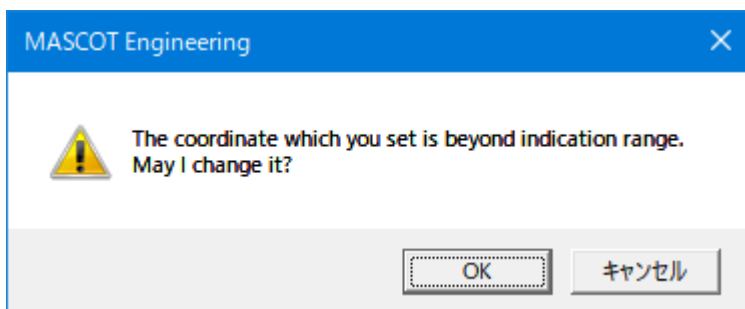 MASCOT Engineering
The coordinate which you set is beyond indication range.
May I change it?
OK
キャンセル